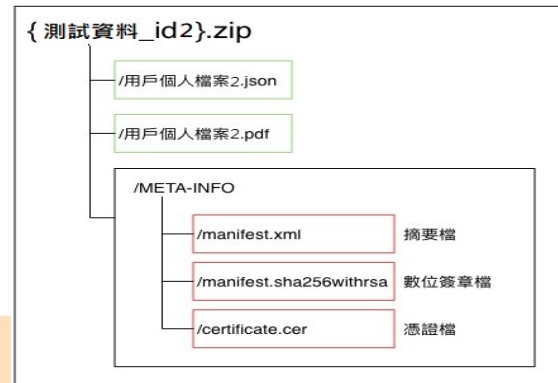 {測試資料_id2}.zip
/用戶個人檔案2.json
/用戶個人檔案2.pdf
/META-INFO
/manifest.xml 摘要檔
/manifest.sha256withrsa 數位簽章檔
/certificate.cer 憑證檔